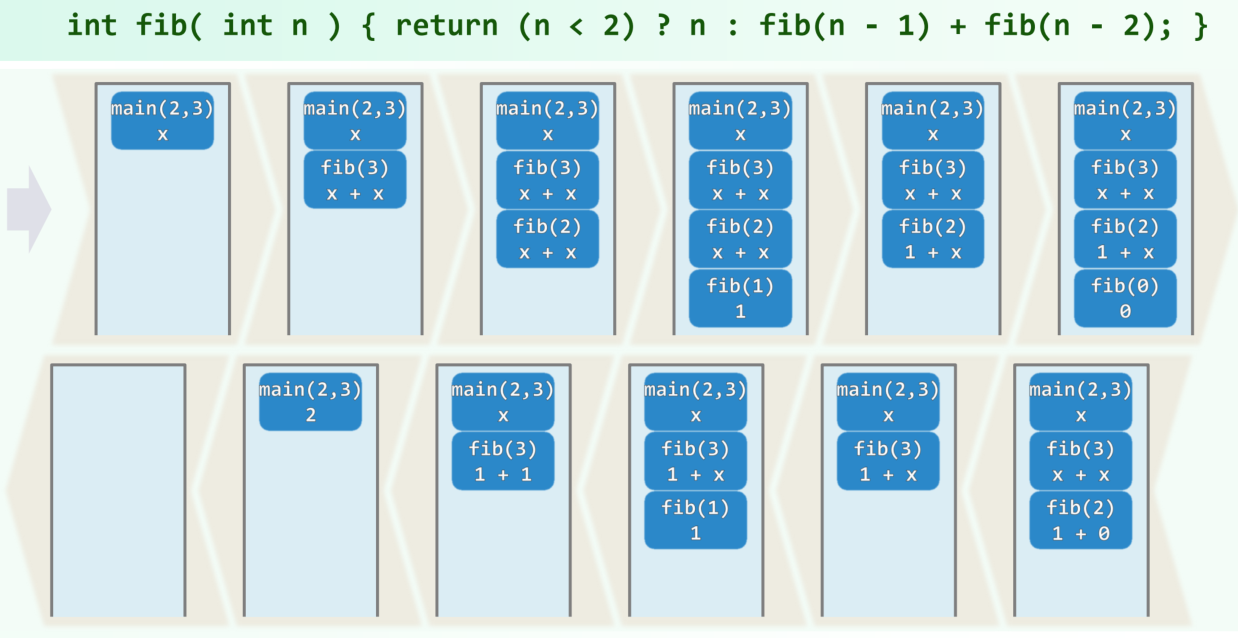 int fib( int n ) { return (n < 2) ? n : fib(n - 1) + fib(n - 2); }
main(2,3)
x
main(2,3)
x
fib(3)
x + x
main(2,3)
x
fib(3)
x + x
fib(2)
x + x
main(2,3)
x
fib(3)
x + x
fib(2)
x + x
fib(1)
1
main(2,3)
x
fib(3)
x + x
fib(2)
1 + x
main(2,3)
x
fib(3)
x + x
fib(2)
1 + x
fib(0)
0
main(2,3)
x
fib(3)
x + x
fib(2)
1 + 0
main(2,3)
x
fib(3)
1 + x
main(2,3)
x
fib(3)
1 + x
fib(1)
1
main(2,3)
x
fib(3)
1 + 1
main(2,3)
2